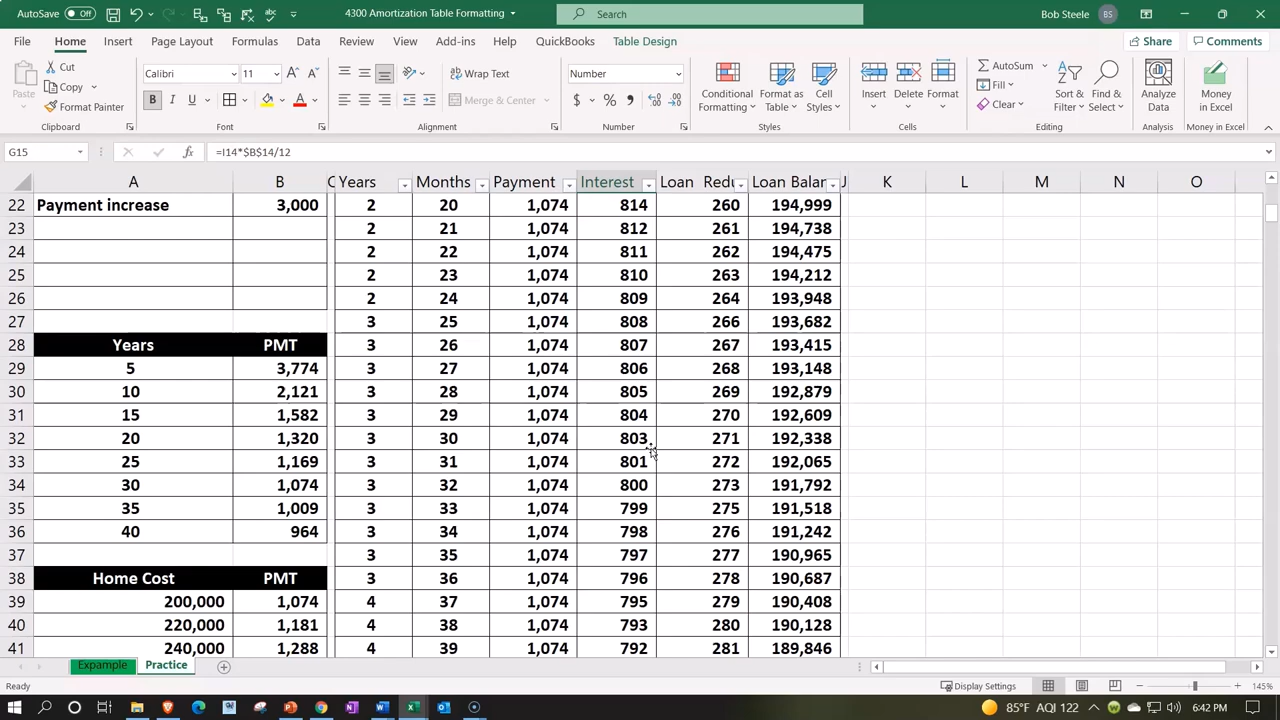 AutoSave Off 4300 Amortization Table Formatting Search Bob Steele BS
File Home Insert Page Layout Formulas Data Review View Add-ins Help QuickBooks Table Design Share Comments
Paste Cut Copy Format Painter Clipboard
Calibri 11 B I U A Font
Wrap Text Merge & Center Alignment
Number $ % , Number
Conditional Formatting Format as Table Cell Styles Styles
Insert Delete Format Cells
AutoSum Fill Clear Sort & Filter Find & Select Editing
Analyze Data Analysis
Money in Excel Money in Excel
G15 fx =I14*$B$14/12
A B C Years Months Payment Interest Loan Redu Loan Balan J K L M N O
22 Payment increase 3,000 2 20 1,074 814 260 194,999
23 2 21 1,074 812 261 194,738
24 2 22 1,074 811 262 194,475
25 2 23 1,074 810 263 194,212
26 2 24 1,074 809 264 193,948
27 3 25 1,074 808 266 193,682
28 Years PMT 3 26 1,074 807 267 193,415
29 5 3,774 3 27 1,074 806 268 193,148
30 10 2,121 3 28 1,074 805 269 192,879
31 15 1,582 3 29 1,074 804 270 192,609
32 20 1,320 3 30 1,074 803 271 192,338
33 25 1,169 3 31 1,074 801 272 192,065
34 30 1,074 3 32 1,074 800 273 191,792
35 35 1,009 3 33 1,074 799 275 191,518
36 40 964 3 34 1,074 798 276 191,242
37 3 35 1,074 797 277 190,965
38 Home Cost PMT 3 36 1,074 796 278 190,687
39 200,000 1,074 4 37 1,074 795 279 190,408
40 220,000 1,181 4 38 1,074 793 280 190,128
41 240,000 1,288 4 39 1,074 792 281 189,846
Expample Practice
Ready Display Settings 145%
85°F AQI 122 6:42 PM